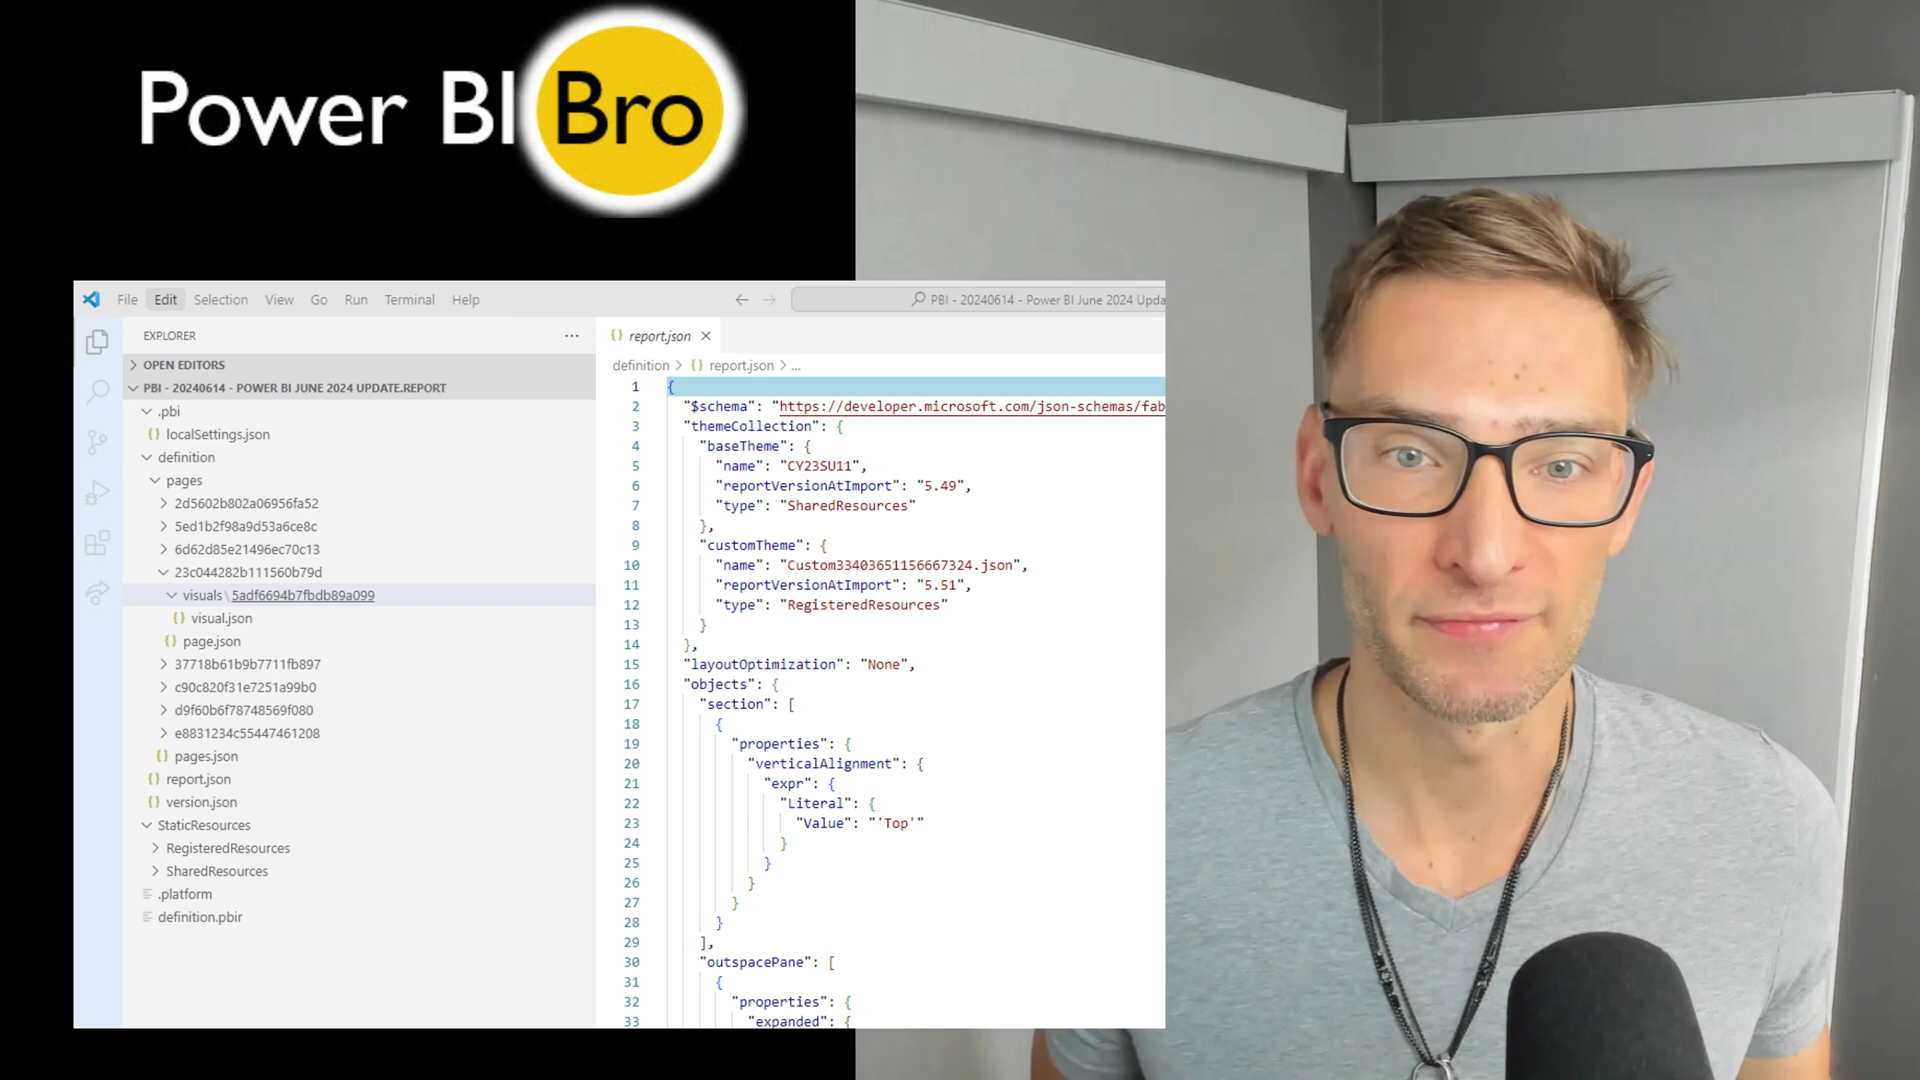 Power BI Bro
File Edit Selection View Go Run Terminal Help
PBI - 20240614 - Power BI June 2024 Upda
EXPLORER
OPEN EDITORS
PBI - 20240614 - POWER BI JUNE 2024 UPDATE.REPORT
.pbi
localSettings.json
definition
pages
2d5602b802a06956fa52
5ed1b2f98a9d53a6ce8c
6d62d85e21496ec70c13
23c044282b111560b79d
visuals\5adf6694b7fbdb89a099
visual.json
page.json
37718b61b9b7711fb897
c90c820f31e7251a99b0
d9f60b6f78748569f080
e8831234c55447461208
pages.json
report.json
version.json
StaticResources
RegisteredResources
SharedResources
.platform
definition.pbir
report.json
definition > {} report.json > ...
1 {
2 "$schema": "https://developer.microsoft.com/json-schemas/fab
3 "themeCollection": {
4 "baseTheme": {
5 "name": "CY23SU11",
6 "reportVersionAtImport": "5.49",
7 "type": "SharedResources"
8 },
9 "customTheme": {
10 "name": "Custom33403651156667324.json",
11 "reportVersionAtImport": "5.51",
12 "type": "RegisteredResources"
13 }
14 },
15 "layoutOptimization": "None",
16 "objects": {
17 "section": [
18 {
19 "properties": {
20 "verticalAlignment": {
21 "expr": {
22 "Literal": {
23 "Value": "'Top'"
24 }
25 }
26 }
27 }
28 }
29 ],
30 "outspacePane": [
31 {
32 "properties": {
33 "expanded": {